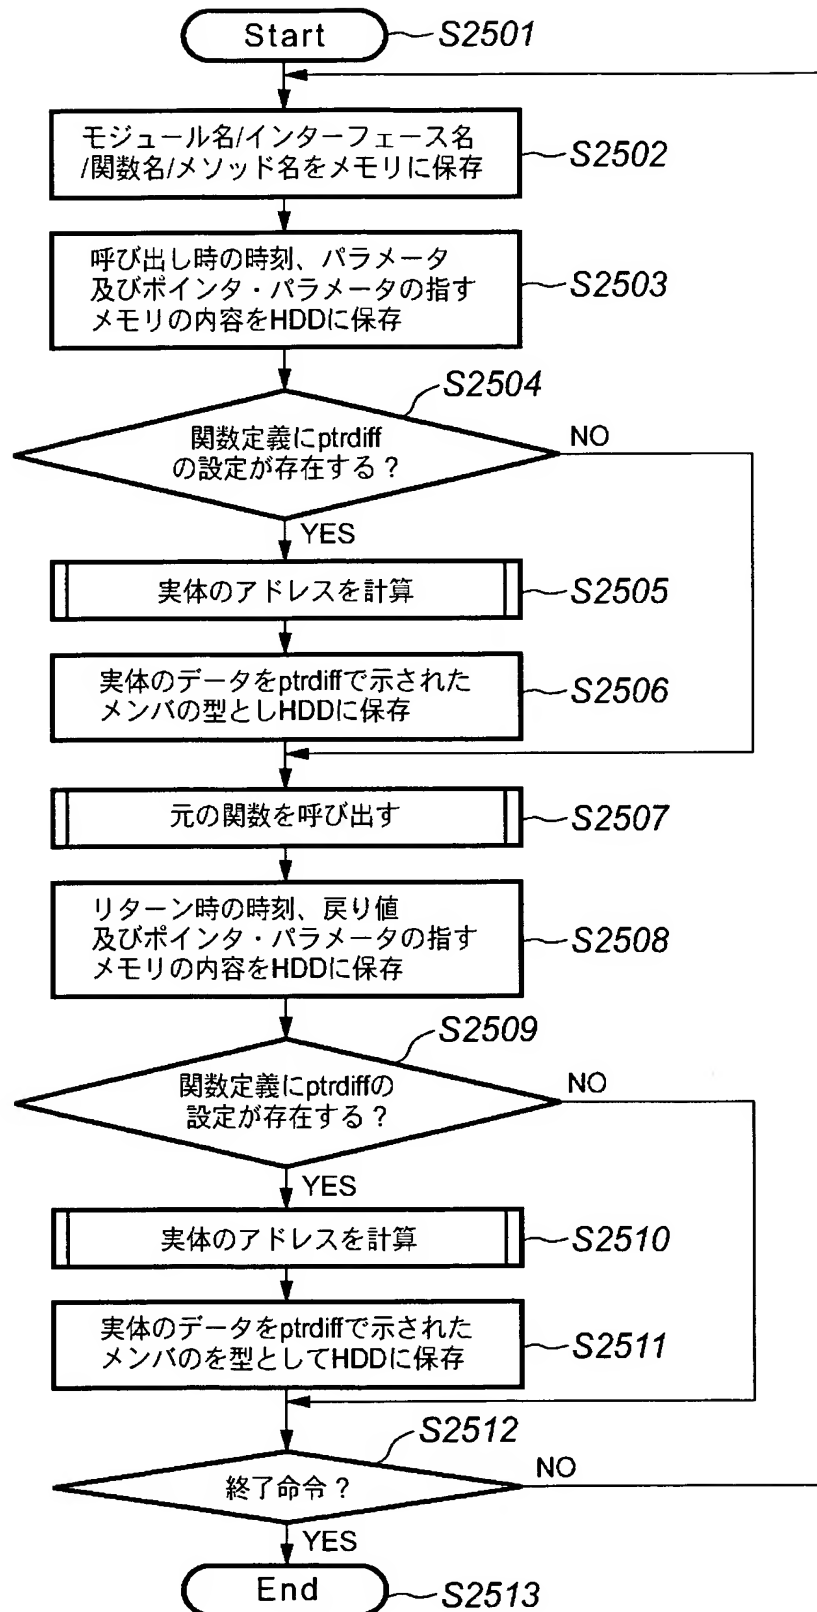 Start
S2501
モジュール名/インターフェース名
/関数名/メソッド名をメモリに保存
S2502
呼び出し時の時刻、パラメータ
及びポインタ・パラメータの指す
メモリの内容をHDDに保存
S2503
S2504
関数定義にptrdiff
の設定が存在する？
NO
YES
実体のアドレスを計算
S2505
実体のデータをptrdiffで示された
メンバの型としHDDに保存
S2506
元の関数を呼び出す
S2507
リターン時の時刻、戻り値
及びポインタ・パラメータの指す
メモリの内容をHDDに保存
S2508
S2509
関数定義にptrdiffの
設定が存在する？
NO
YES
実体のアドレスを計算
S2510
実体のデータをptrdiffで示された
メンバのを型としてHDDに保存
S2511
S2512
終了命令？
NO
YES
End
S2513